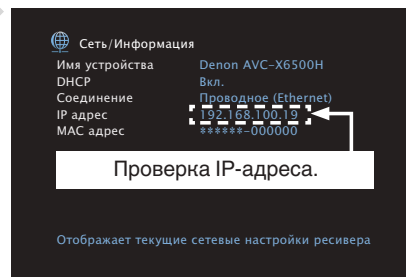 Сеть/Информация
Имя устройства Denon AVC-X6500H
DHCP Вкл.
Соединение Проводное (Ethernet)
IP адрес 192.168.100.19
MAC адрес ******-000000
Проверка IP-адреса.
Отображает текущие сетевые настройки ресивера